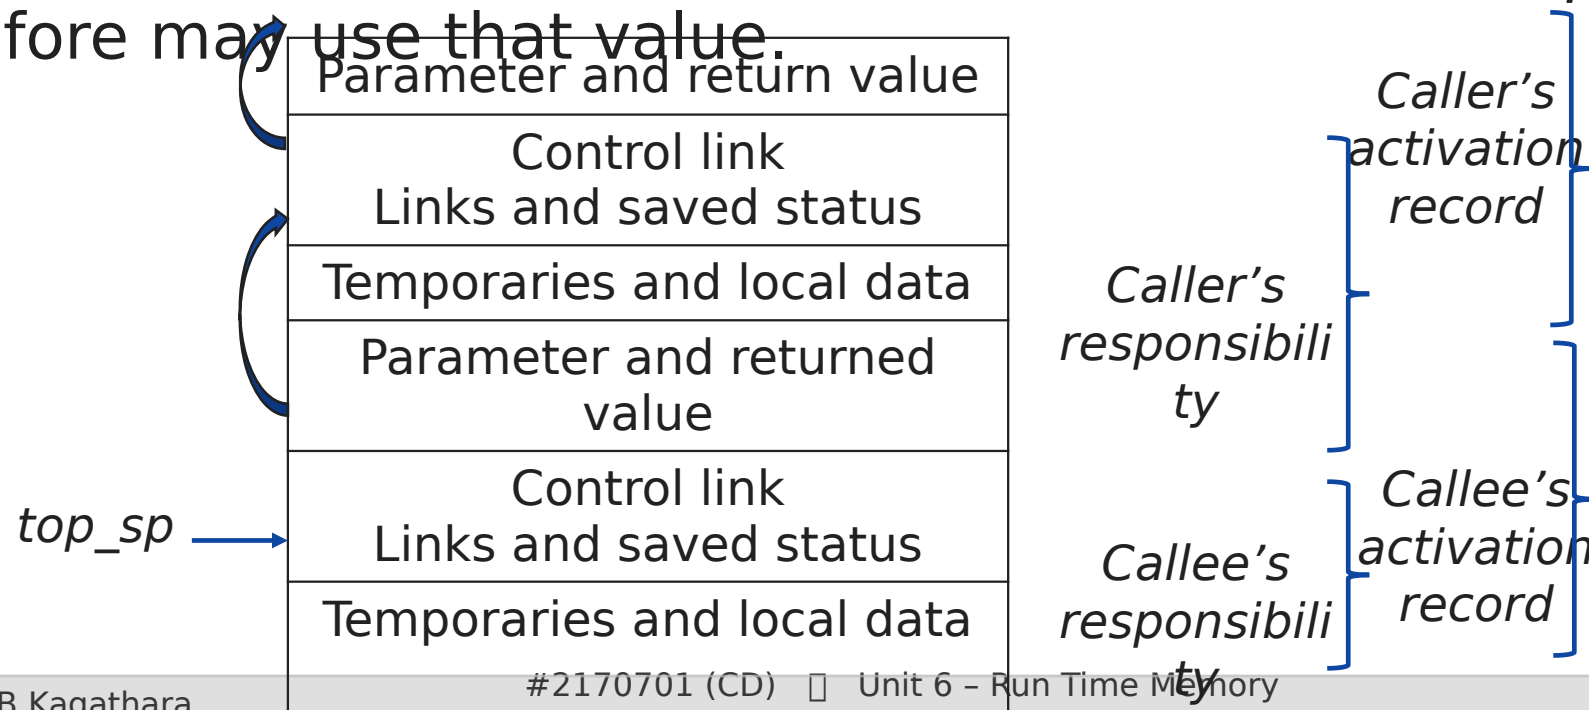 fore may use that value.
Parameter and return value
Control link
Links and saved status
Temporaries and local data
Parameter and returned
value
Control link
Links and saved status
Temporaries and local data
top_sp
Caller’s
responsibili
ty
Callee’s
responsibili
ty
Caller’s
activation
record
Callee’s
activation
record
B Kagathara
#2170701 (CD) Unit 6 – Run Time Memory